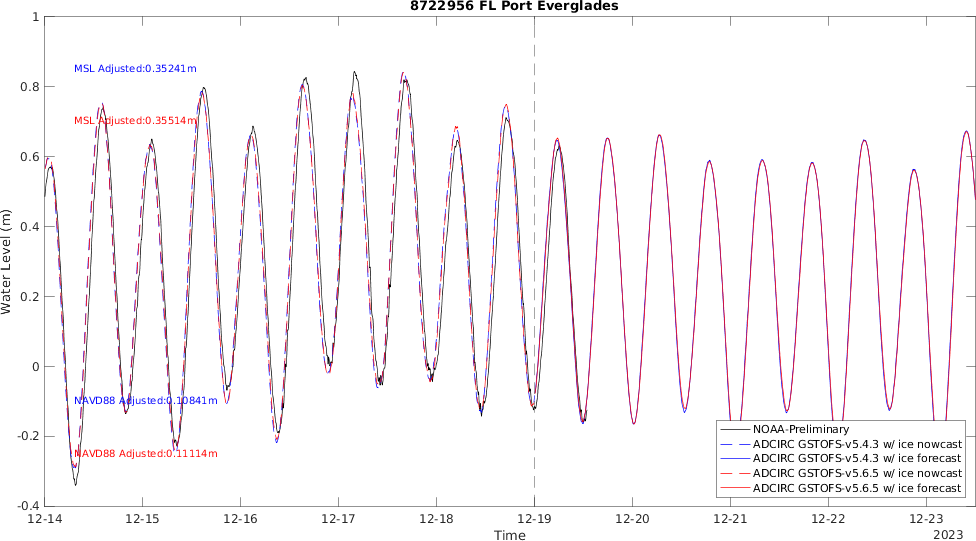 8722956 FL Port Everglades
1
MSL Adjusted:0.35241m
0.8
MSL Adjusted:0.35514m
0.6
0.4
Water Level (m)
0.2
0
NAVD88 Adjusted:0.10841m
-0.2
NAVD88 Adjusted:0.11114m
-0.4
NOAA-Preliminary
ADCIRC GSTOFS-v5.4.3 w/ ice nowcast
ADCIRC GSTOFS-v5.4.3 w/ ice forecast
ADCIRC GSTOFS-v5.6.5 w/ ice nowcast
ADCIRC GSTOFS-v5.6.5 w/ ice forecast
12-14 12-15 12-16 12-17 12-18 12-19 12-20 12-21 12-22 12-23
Time
2023